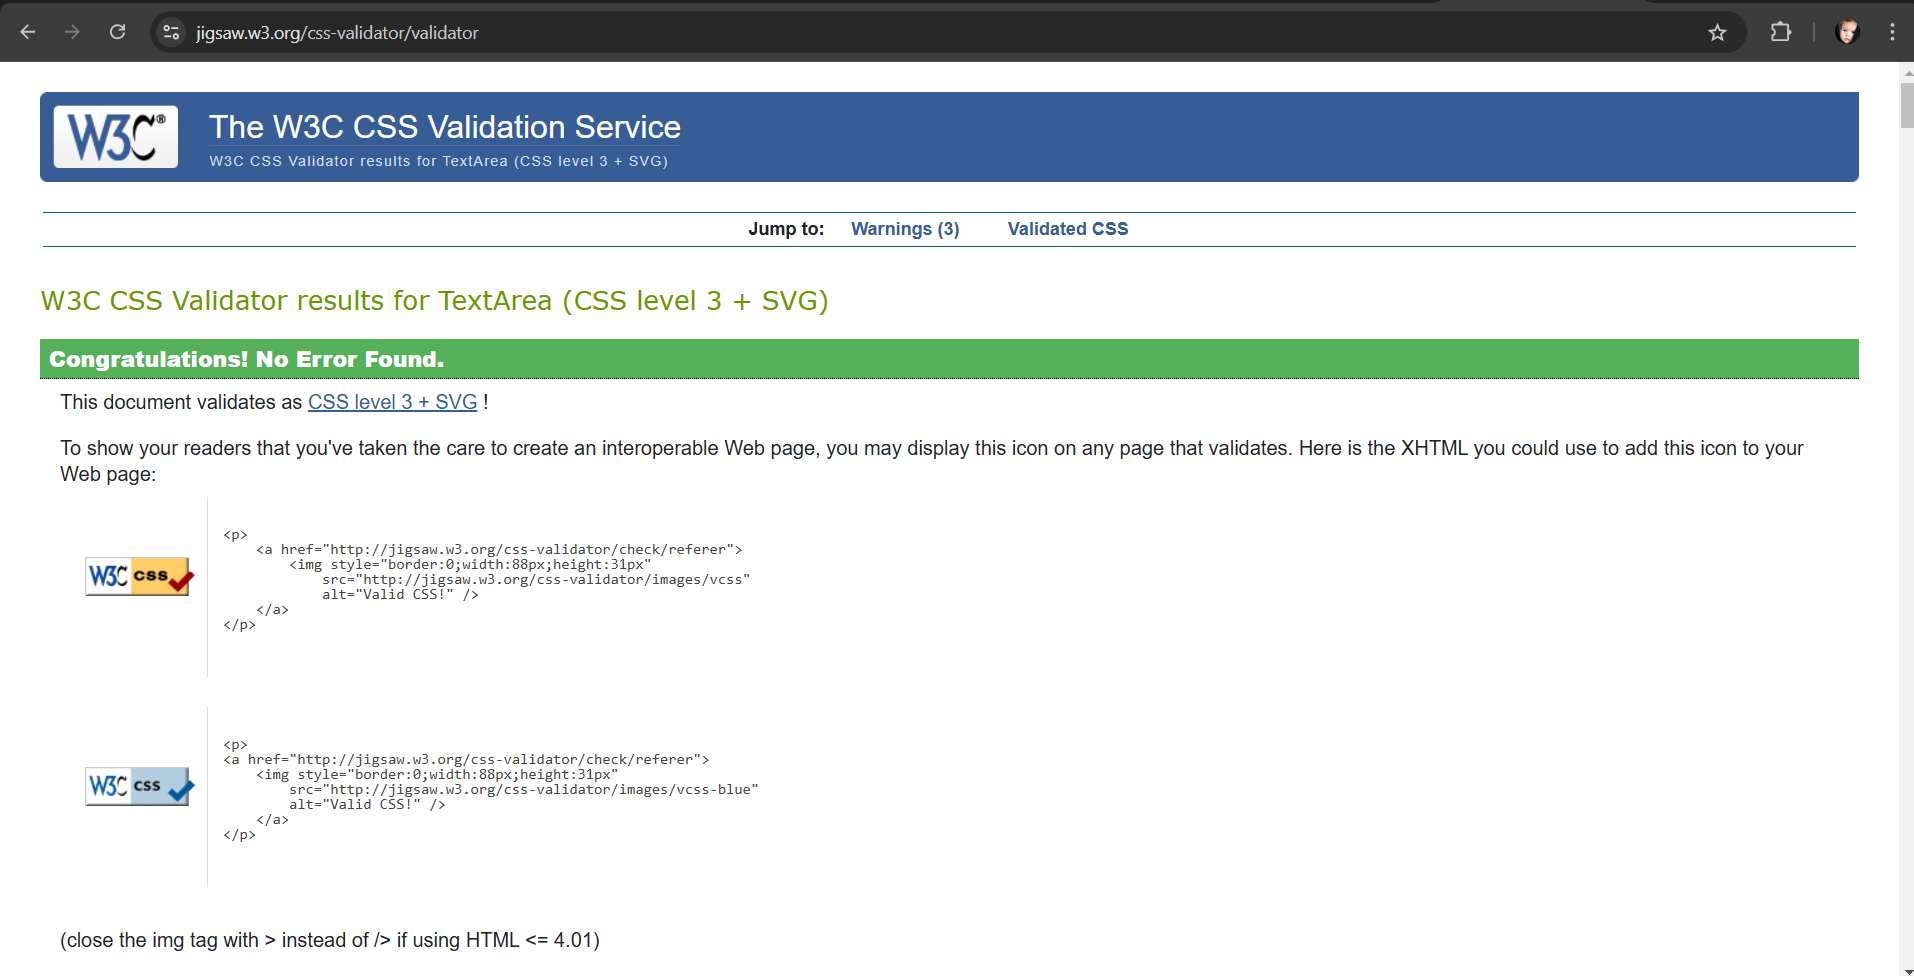 jigsaw.w3.org/css-validator/validator
W3C®
The W3C CSS Validation Service
W3C CSS Validator results for TextArea (CSS level 3 + SVG)
Jump to: Warnings (3) Validated CSS
W3C CSS Validator results for TextArea (CSS level 3 + SVG)
Congratulations! No Error Found.
This document validates as CSS level 3 + SVG !
To show your readers that you've taken the care to create an interoperable Web page, you may display this icon on any page that validates. Here is the XHTML you could use to add this icon to your
Web page:
W3C css
<p>
    <a href="http://jigsaw.w3.org/css-validator/check/referer">
        <img style="border:0;width:88px;height:31px"
            src="http://jigsaw.w3.org/css-validator/images/vcss"
            alt="Valid CSS!" />
    </a>
</p>
W3C css
<p>
<a href="http://jigsaw.w3.org/css-validator/check/referer">
    <img style="border:0;width:88px;height:31px"
        src="http://jigsaw.w3.org/css-validator/images/vcss-blue"
        alt="Valid CSS!" />
    </a>
</p>
(close the img tag with > instead of /> if using HTML <= 4.01)